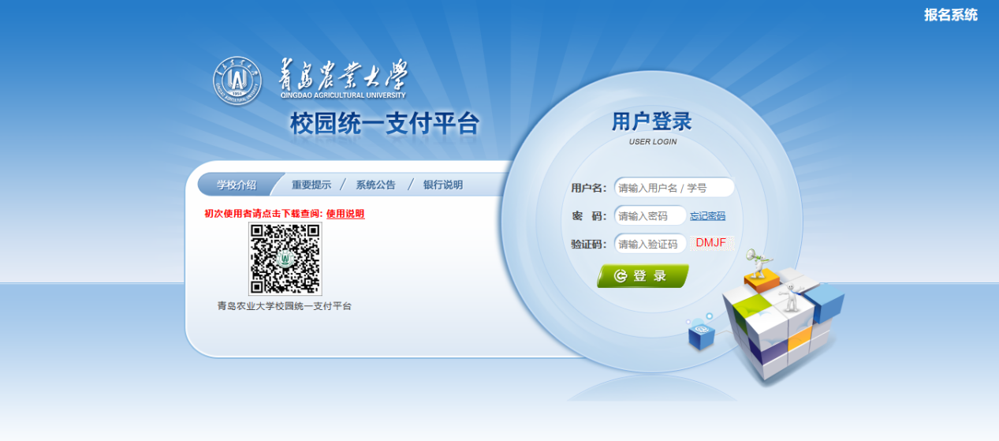 报名系统
青岛农业大学
QINGDAO AGRICULTURAL UNIVERSITY
校园统一支付平台
用户登录
USER LOGIN
学校介绍 重要提示 / 系统公告 / 银行说明
初次使用者请点击下载查阅: 使用说明
青岛农业大学校园统一支付平台
用户名: 请输入用户名 / 学号
密 码: 请输入密码 忘记密码
验证码: 请输入验证码 DMJF
登 录